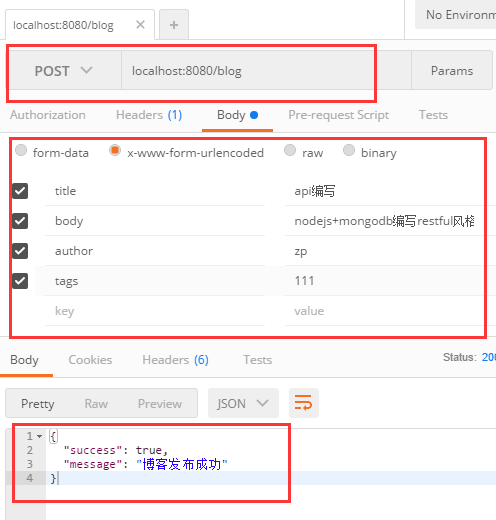 localhost:8080/blog
No Environm
POST localhost:8080/blog Params
Authorization Headers (1) Body Pre-request Script Tests
form-data x-www-form-urlencoded raw binary
title api编写
body nodejs+mongodb编写restful风格
author zp
tags 111
key value
Body Cookies Headers (6) Tests Status: 200
Pretty Raw Preview JSON
1 {
2 "success": true,
3 "message": "博客发布成功"
4 }